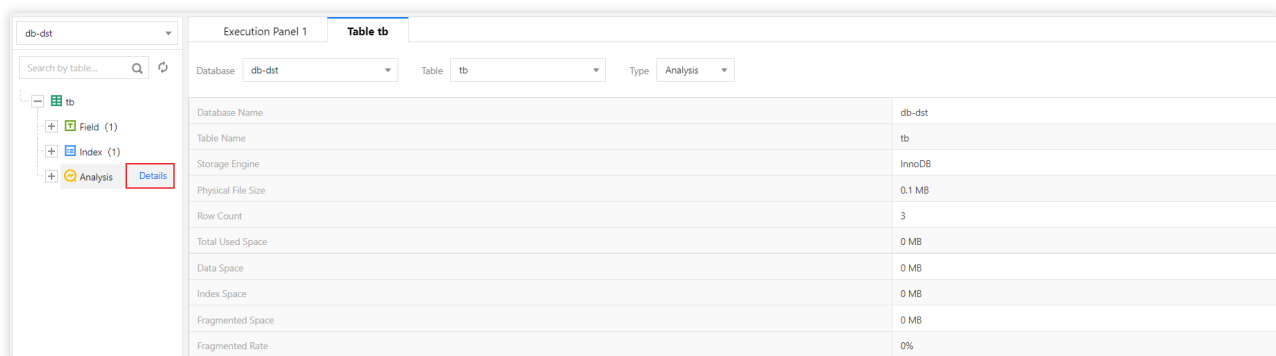 db-dst
Execution Panel 1 Table tb
Search by table...
Database db-dst Table tb Type Analysis
tb
Field (1)
Index (1)
Analysis Details
Database Name db-dst
Table Name tb
Storage Engine InnoDB
Physical File Size 0.1 MB
Row Count 3
Total Used Space 0 MB
Data Space 0 MB
Index Space 0 MB
Fragmented Space 0 MB
Fragmented Rate 0%